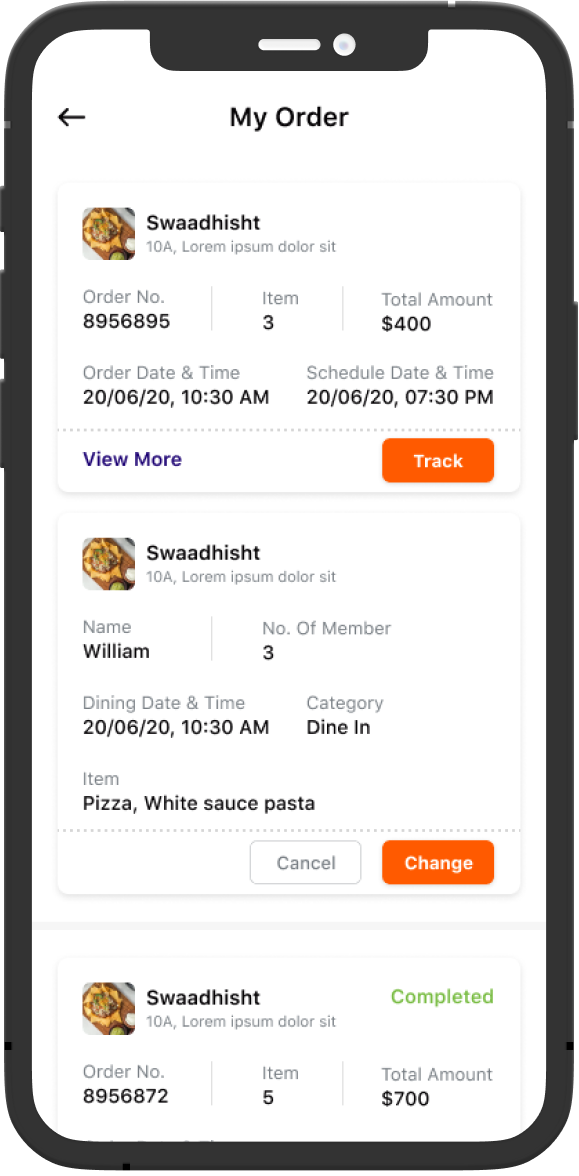 My Order
Swaadhisht
10A, Lorem ipsum dolor sit
Order No. Item Total Amount
8956895 3 $400
Order Date & Time Schedule Date & Time
20/06/20, 10:30 AM 20/06/20, 07:30 PM
View More Track
Swaadhisht
10A, Lorem ipsum dolor sit
Name No. Of Member
William 3
Dining Date & Time Category
20/06/20, 10:30 AM Dine In
Item
Pizza, White sauce pasta
Cancel Change
Swaadhisht Completed
10A, Lorem ipsum dolor sit
Order No. Item Total Amount
8956872 5 $700